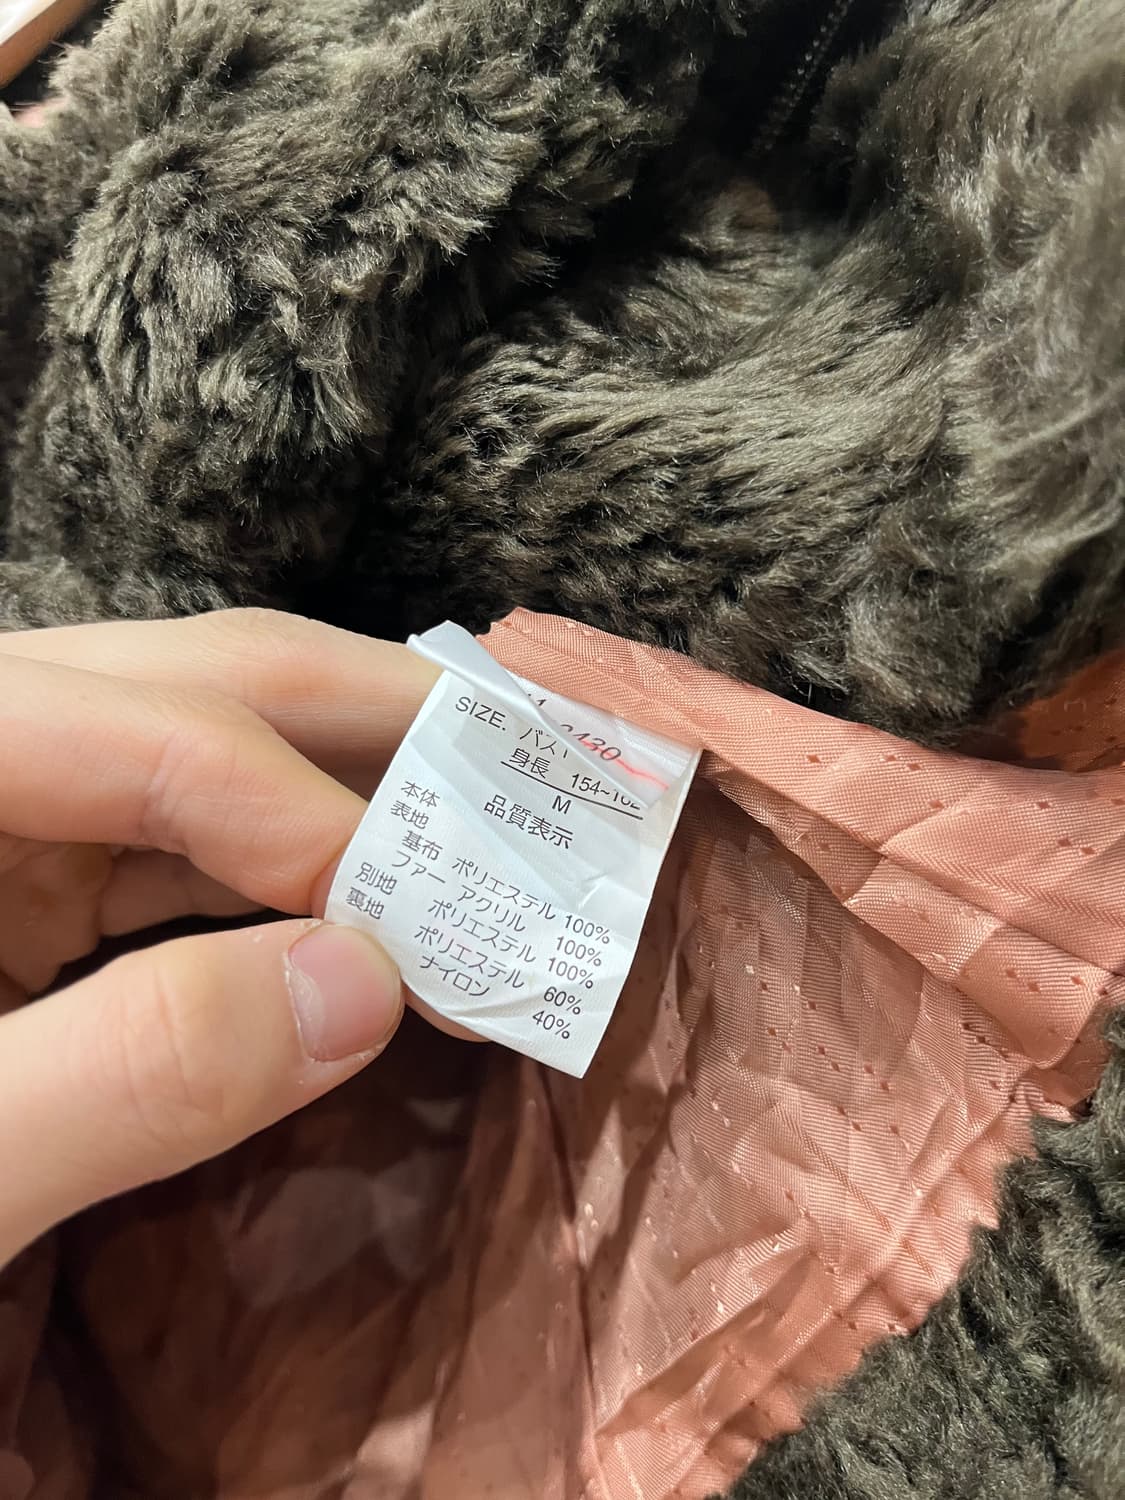 SIZE.
身長 154~162
M
品質表示
本体
表地
基布 ポリエステル 100%
ファー アクリル 100%
別地 ポリエステル 100%
裏地 ポリエステル 60%
ナイロン 40%